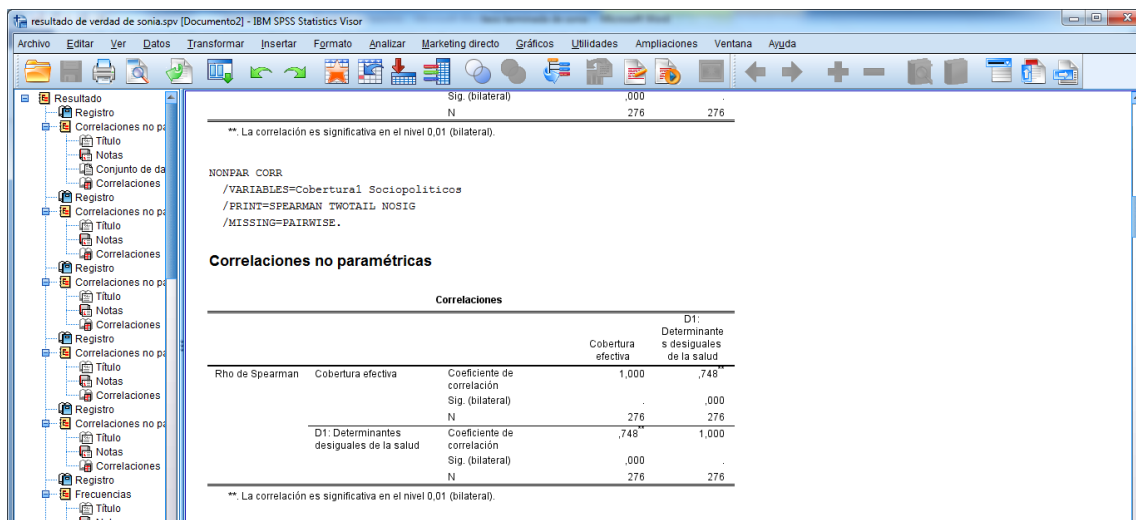 resultado de verdad de sonia.spv [Documento2] - IBM SPSS Statistics Visor
Archivo Editar Ver Datos Transformar Insertar Formato Analizar Marketing directo Gráficos Utilidades Ampliaciones Ventana Ayuda
Resultado
Registro
Correlaciones no pa
Título
Notas
Conjunto de da
Correlaciones
Registro
Correlaciones no pa
Título
Notas
Correlaciones
Registro
Correlaciones no pa
Título
Notas
Correlaciones
Registro
Correlaciones no pa
Título
Notas
Correlaciones
Registro
Correlaciones no pa
Título
Notas
Correlaciones
Registro
Frecuencias
Título
Sig. (bilateral) ,000 .
N 276 276
**. La correlación es significativa en el nivel 0,01 (bilateral).
NONPAR CORR
/VARIABLES=Cobertura1 Sociopoliticos
/PRINT=SPEARMAN TWOTAIL NOSIG
/MISSING=PAIRWISE.
Correlaciones no paramétricas
Correlaciones
Cobertura
efectiva
D1:
Determinante
s desiguales
de la salud
Rho de Spearman Cobertura efectiva Coeficiente de
correlación 1,000 ,748**
Sig. (bilateral) . ,000
N 276 276
D1: Determinantes
desiguales de la salud
Coeficiente de
correlación ,748** 1,000
Sig. (bilateral) ,000 .
N 276 276
**. La correlación es significativa en el nivel 0,01 (bilateral).